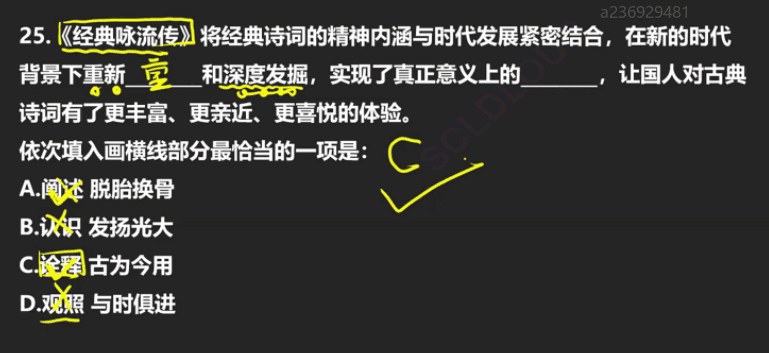 a236929481
25.《经典咏流传》将经典诗词的精神内涵与时代发展紧密结合，在新的时代
背景下重新______和深度发掘，实现了真正意义上的______，让国人对古典
诗词有了更丰富、更亲近、更喜悦的体验。
依次填入画横线部分最恰当的一项是： C
A.阐述 脱胎换骨
B.认识 发扬光大
C.诠释 古为今用
D.观照 与时俱进